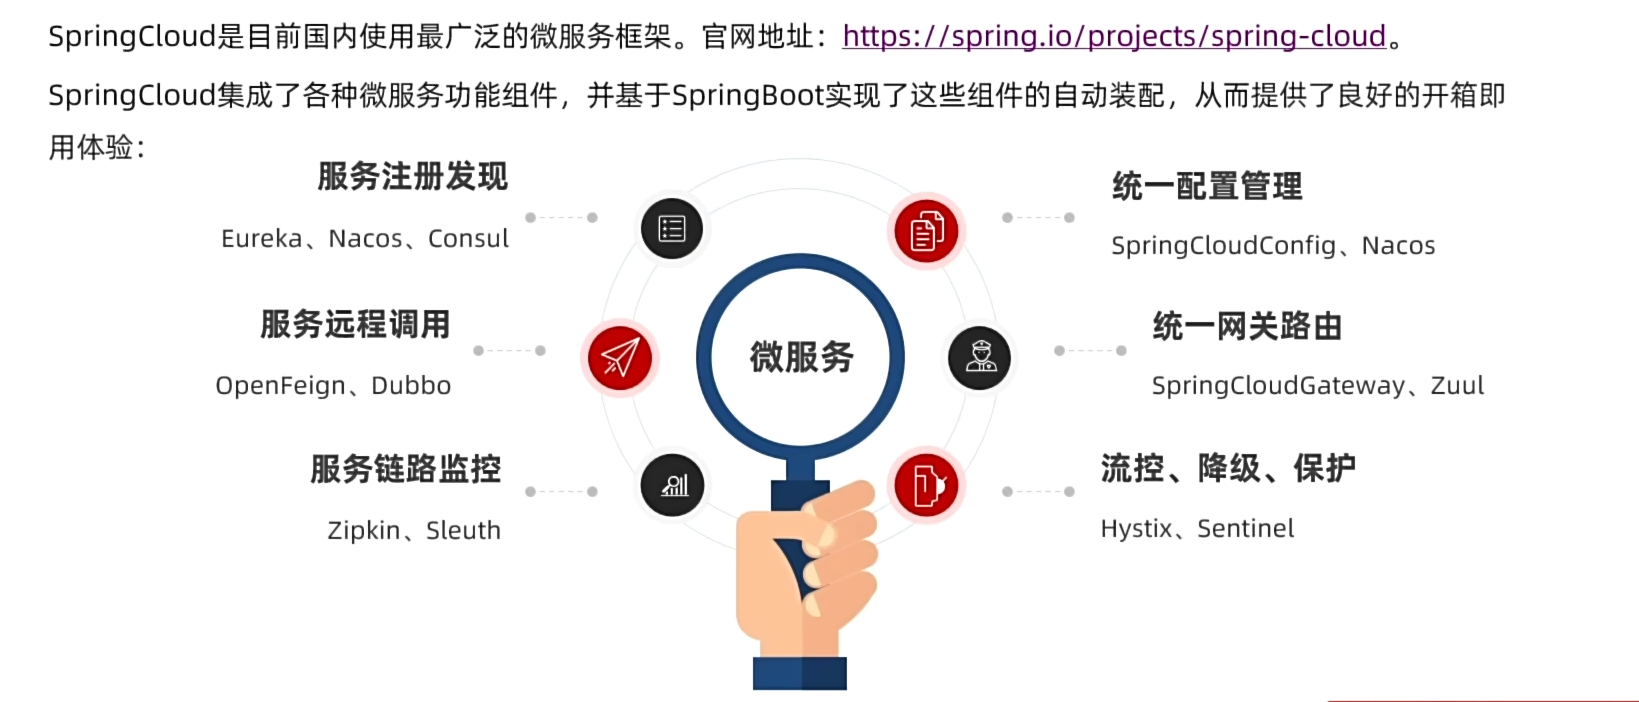 SpringCloud是目前国内使用最广泛的微服务框架。官网地址：https://spring.io/projects/spring-cloud。
SpringCloud集成了各种微服务功能组件，并基于SpringBoot实现了这些组件的自动装配，从而提供了良好的开箱即
用体验：
服务注册发现
Eureka、Nacos、Consul
服务远程调用
OpenFeign、Dubbo
服务链路监控
Zipkin、Sleuth
微服务
统一配置管理
SpringCloudConfig、Nacos
统一网关路由
SpringCloudGateway、Zuul
流控、降级、保护
Hystix、Sentinel